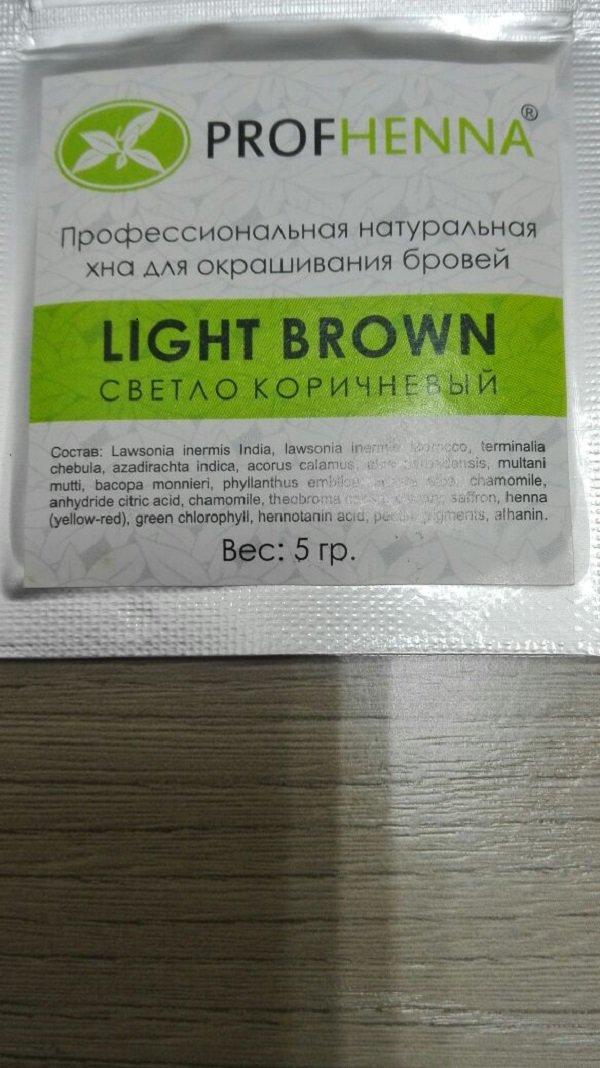 PROFHENNA®
Профессиональная натуральная
хна для окрашивания бровей
LIGHT BROWN
СВЕТЛО КОРИЧНЕВЫЙ
Состав: Lawsonia inermis India, lawsonia inermis Morocco, terminalia
chebula, azadirachta indica, acorus calamus, multani
mutti, bacopa monnieri, phyllanthus emblica, chamomile,
anhydride citric acid, chamomile, theobroma saffron, henna
(yellow-red), green chlorophyll, hennotanin acid, pigments, alhanin.
Вес: 5 гр.